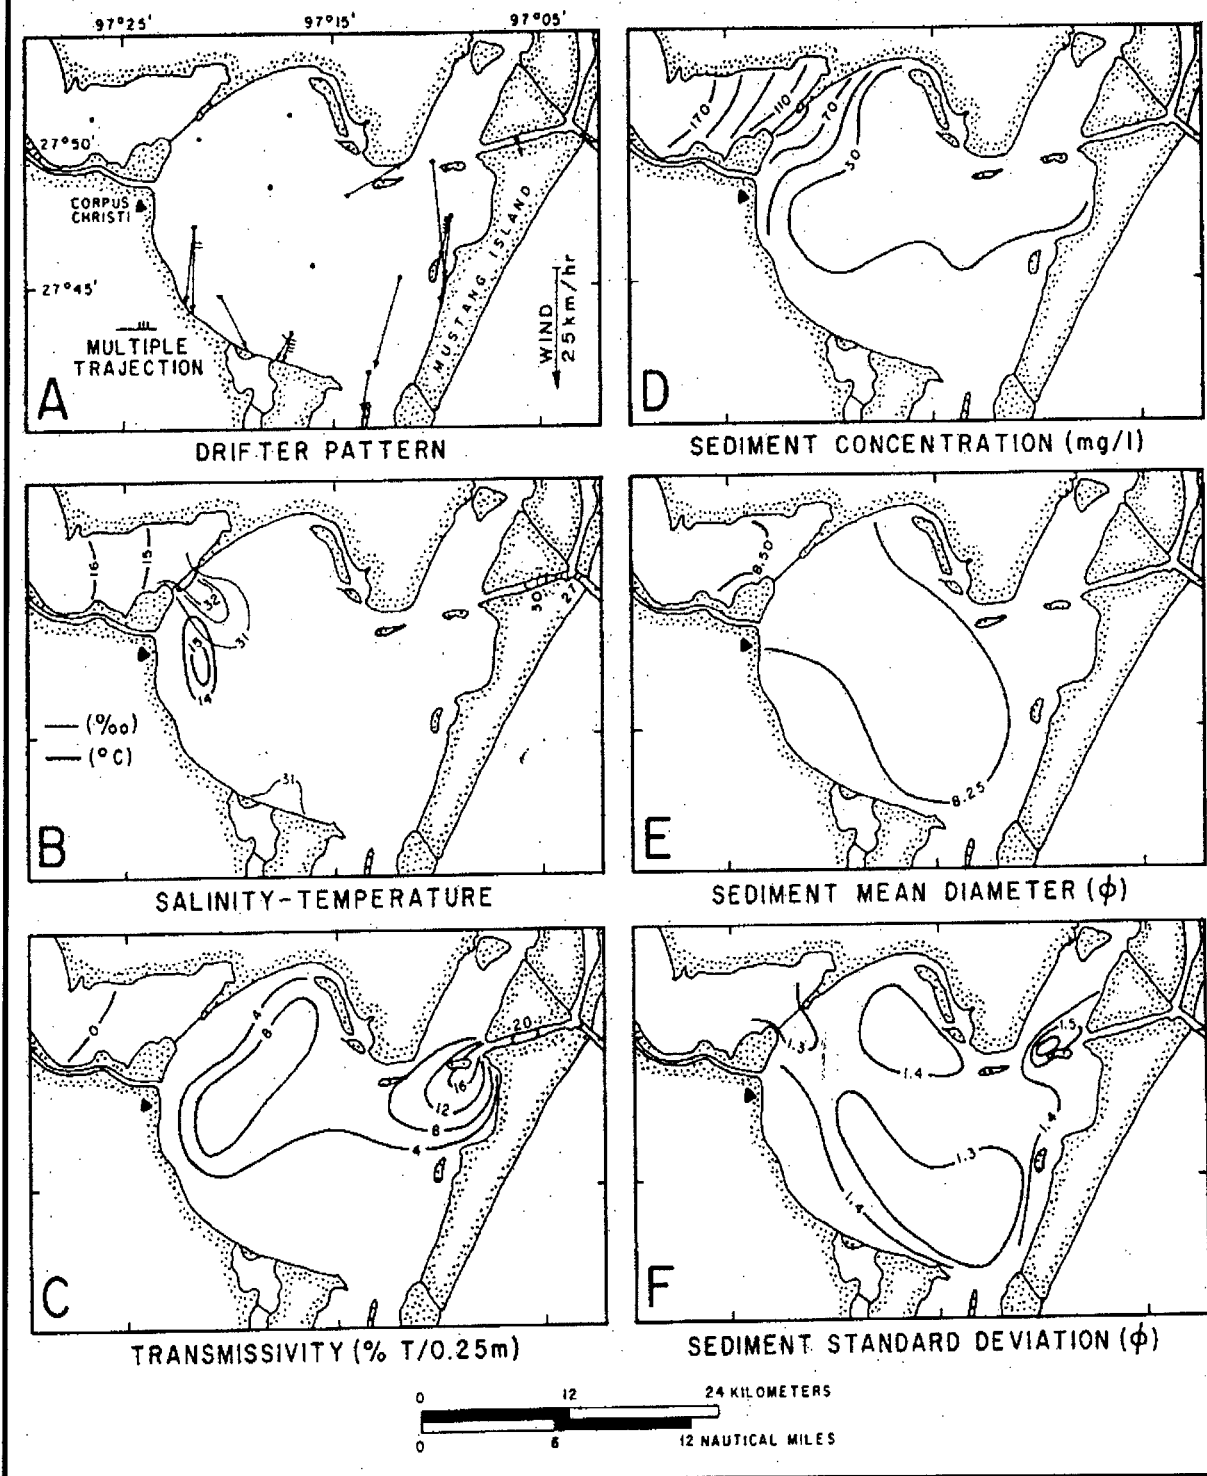 97°25'
97°15'
97°05'
27°50'
CORPUS
CHRISTI
27°45'
MULTIPLE
TRAJECTION
MUSTANG ISLAND
WIND
25km/hr
A
DRIFTER PATTERN
170
110
70
30
D
SEDIMENT CONCENTRATION (mg/l)
16
15
32
31
15
14
30
27
— (‰)
— (°C)
31
B
SALINITY-TEMPERATURE
8.50
8.25
E
SEDIMENT MEAN DIAMETER (ϕ)
0
4
8
20
16
12
8
4
C
TRANSMISSIVITY (% T/0.25m)
1.3
1.4
1.5
1.4
1.3
1.4
F
SEDIMENT STANDARD DEVIATION (ϕ)
0 12 24 KILOMETERS
0 6 12 NAUTICAL MILES